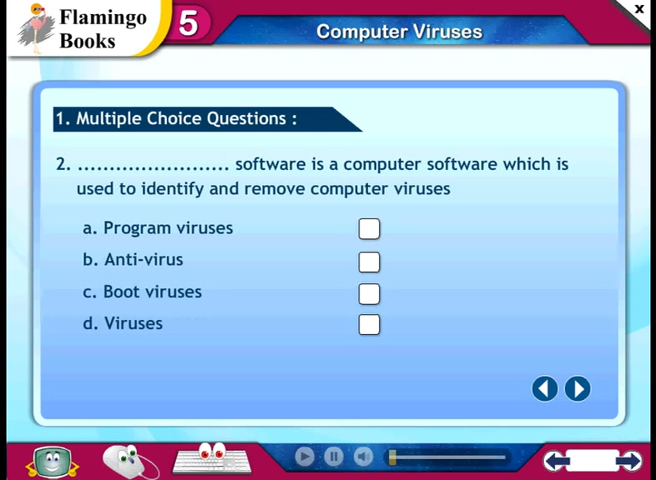 Flamingo
Books
5
Computer Viruses
x
1. Multiple Choice Questions :
2. ........................ software is a computer software which is
used to identify and remove computer viruses
a. Program viruses
b. Anti-virus
c. Boot viruses
d. Viruses